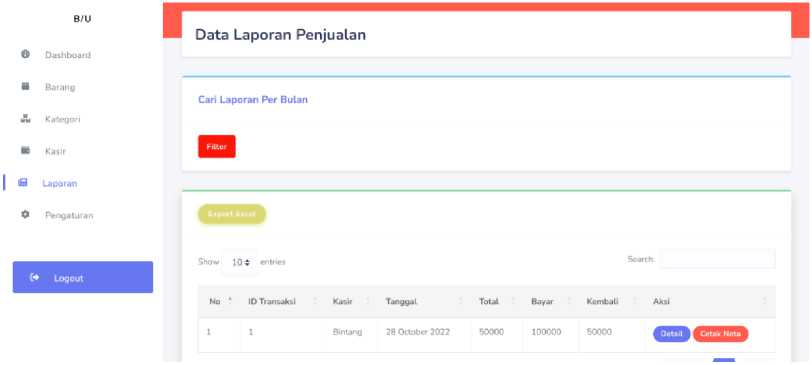 B/U
Dashboard
Barang
Kategori
Kasir
Laporan
Pengaturan
Logout
Data Laporan Penjualan
Cari Laporan Per Bulan
Filter
Export Excel
Show 10 entries
Search:
No ID Transaksi Kasir Tanggal Total Bayar Kembali Aksi
1 1 Bintang 28 October 2022 50000 100000 50000 Detail Cetak Nota